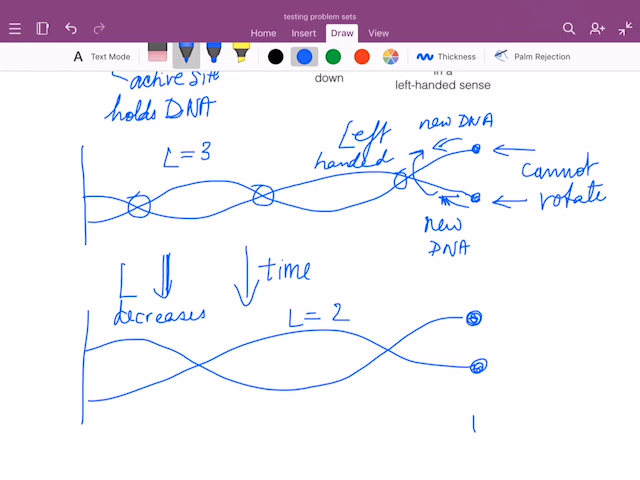 testing problem sets
Home Insert Draw View
A Text Mode
Thickness
Palm Rejection
active site
holds DNA
down
in a
left-handed sense
L = 3
Left
handed
new DNA
cannot
rotate
new
DNA
L
decreases
time
L = 2